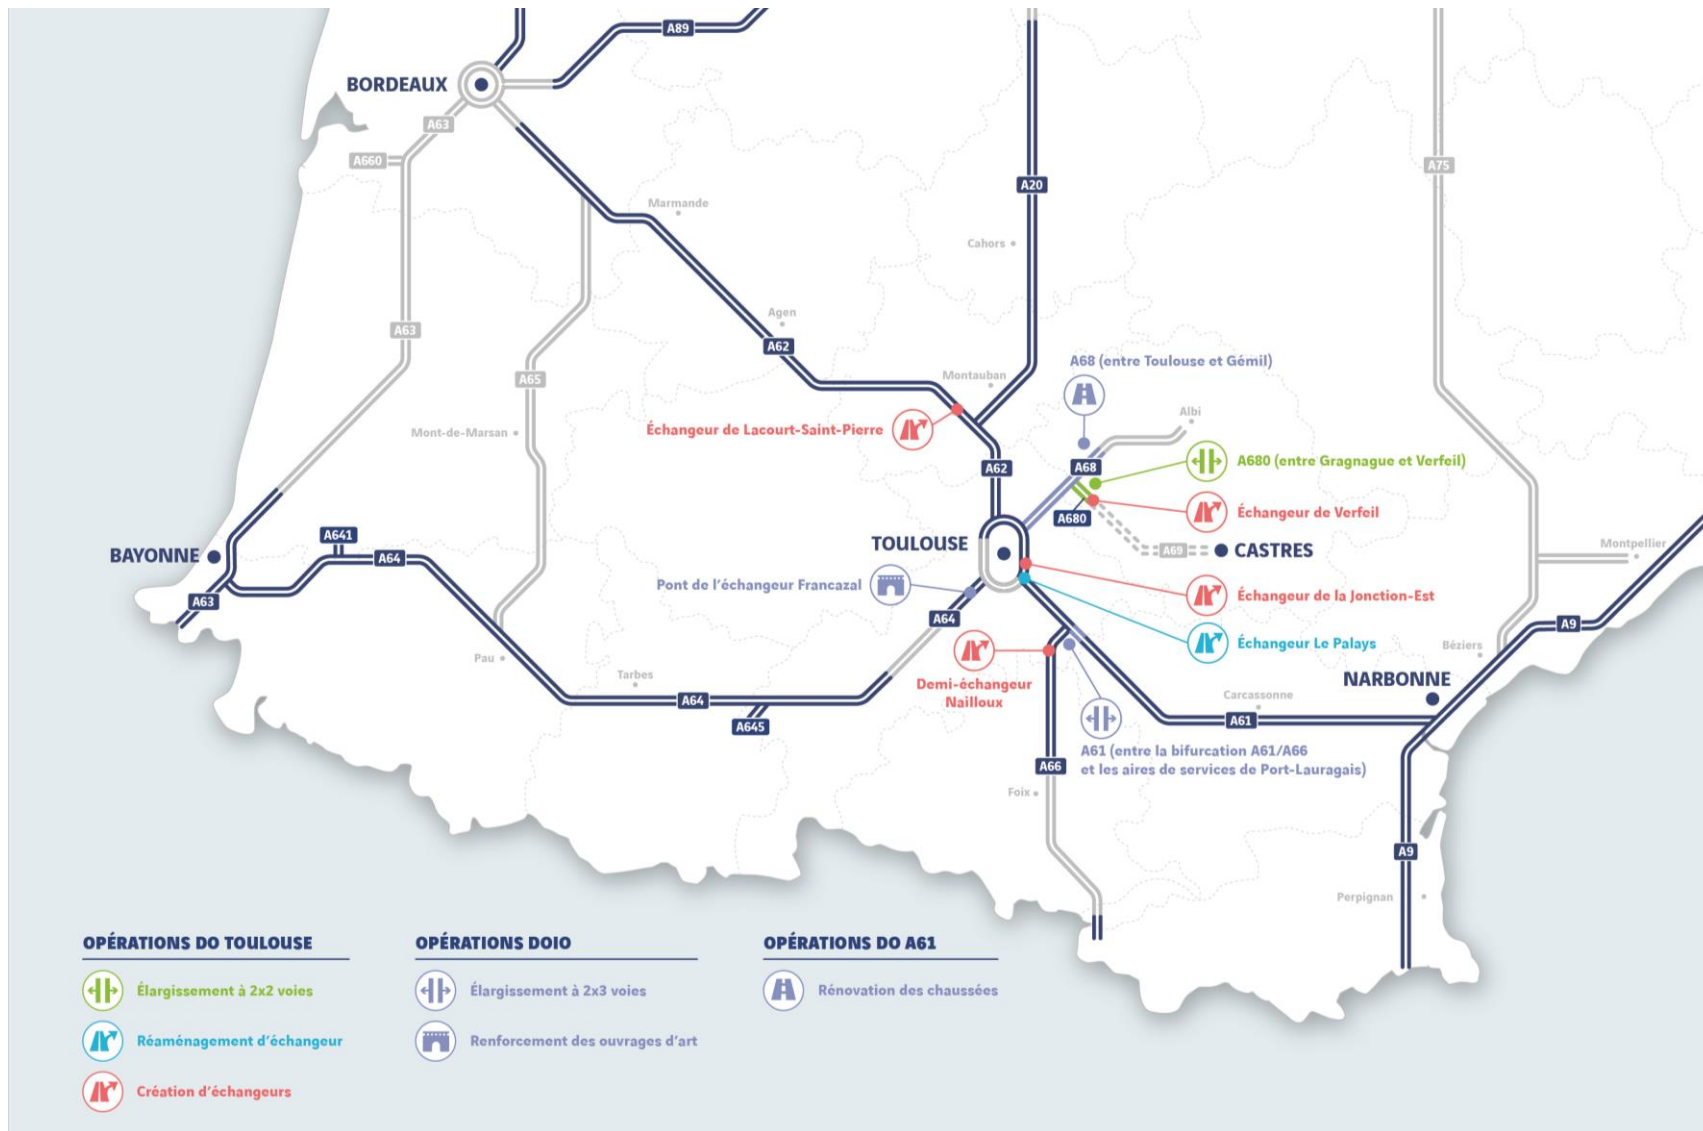 A89
BORDEAUX
A63
A660
A75
A20
Marmande
Cahors
Agen
A63
A62
A65
A68 (entre Toulouse et Gémil)
Montauban
Albi
Échangeur de Lacourt-Saint-Pierre
Mont-de-Marsan
A62
A68
A680 (entre Gragnague et Verfeil)
A680
Échangeur de Verfeil
A641
TOULOUSE
A69
CASTRES
Montpellier
BAYONNE
A64
Pont de l'échangeur Francazal
Échangeur de la Jonction-Est
A63
A64
A9
Échangeur Le Palays
Béziers
Pau
Tarbes
Demi-échangeur
Nailloux
NARBONNE
Carcassonne
A64
A645
A61
A61 (entre la bifurcation A61/A66
et les aires de services de Port-Lauragais)
A66
Foix
A9
Perpignan
OPÉRATIONS DO TOULOUSE
Élargissement à 2x2 voies
Réaménagement d'échangeur
Création d'échangeurs
OPÉRATIONS DOIO
Élargissement à 2x3 voies
Renforcement des ouvrages d'art
OPÉRATIONS DO A61
Rénovation des chaussées